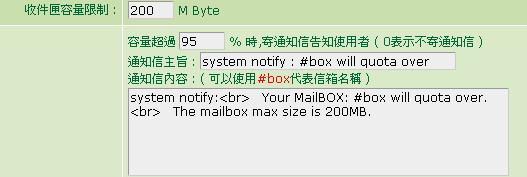 收件匣容量限制： 200 M Byte
容量超過 95 % 時,寄通知信告知使用者（0表示不寄通知信）
通知信主旨：system notify : #box will quota over
通知信內容：( 可以使用#box代表信箱名稱 )
system notify:<br>   Your MailBOX: #box will quota over.
<br>   The mailbox max size is 200MB.